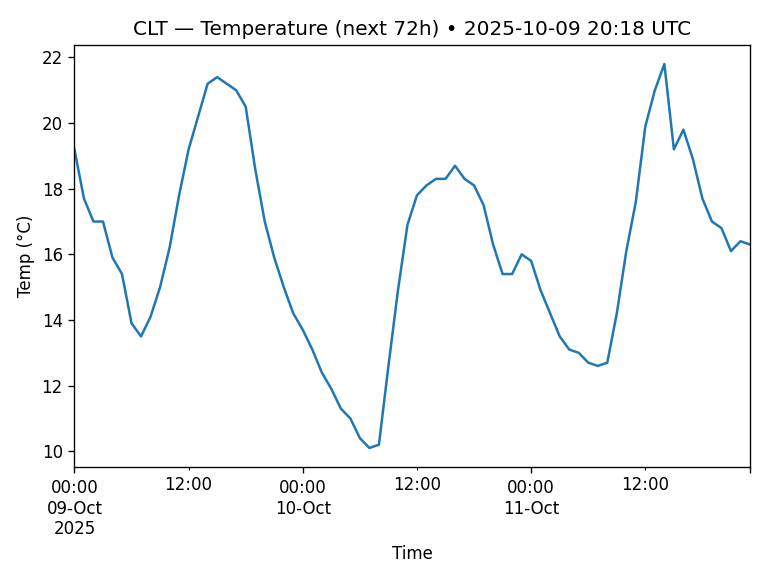 CLT — Temperature (next 72h) • 2025-10-09 20:18 UTC
Temp (°C)
22
20
18
16
14
12
10
00:00 12:00 00:00 12:00 00:00 12:00
09-Oct 10-Oct 11-Oct
2025
Time